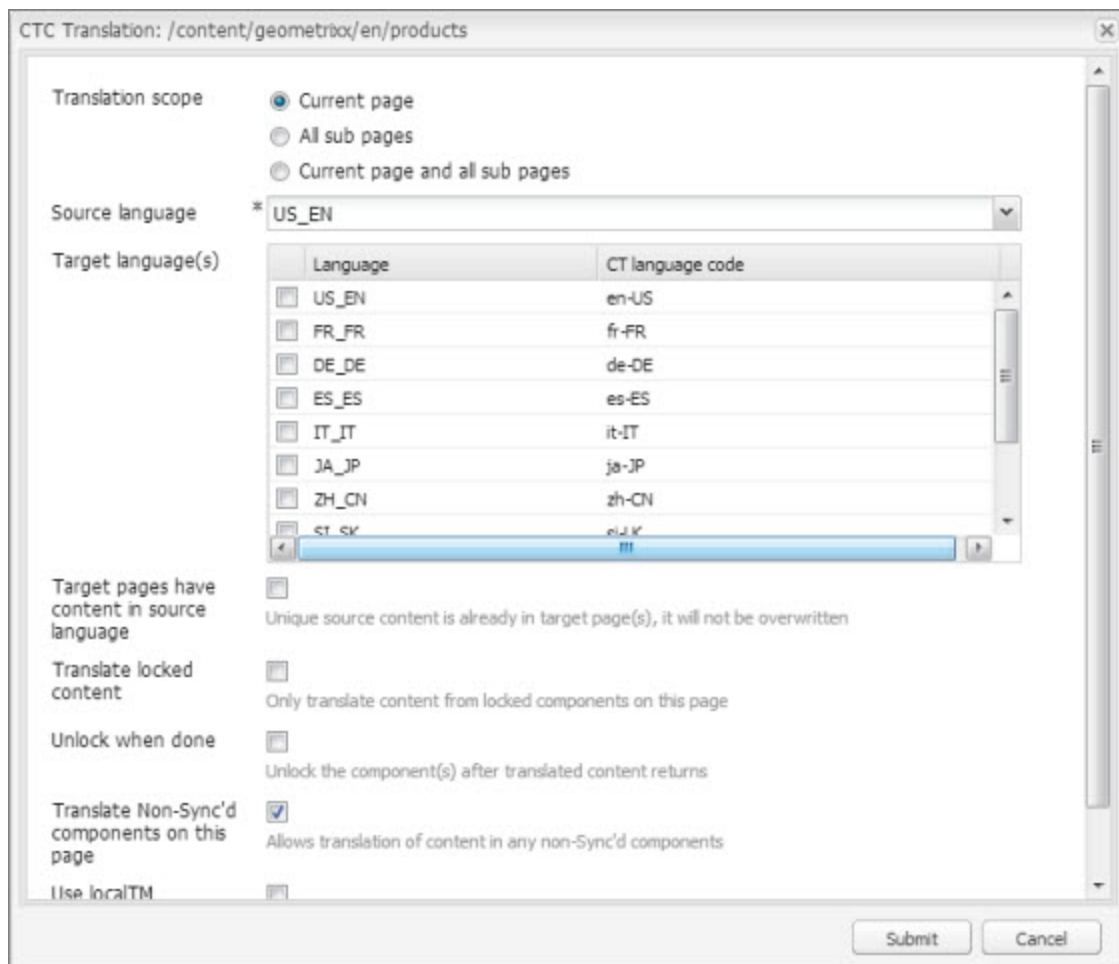 CTC Translation: /content/geometrixx/en/products
Translation scope
Current page
All sub pages
Current page and all sub pages
Source language * US_EN
Target language(s)
Language CT language code
US_EN en-US
FR_FR fr-FR
DE_DE de-DE
ES_ES es-ES
IT_IT it-IT
JA_JP ja-JP
ZH_CN zh-CN
SI_SK
Target pages have
content in source
language
Unique source content is already in target page(s), it will not be overwritten
Translate locked
content
Only translate content from locked components on this page
Unlock when done
Unlock the component(s) after translated content returns
Translate Non-Sync'd
components on this
page
Allows translation of content in any non-Sync'd components
Use localTM
Submit Cancel